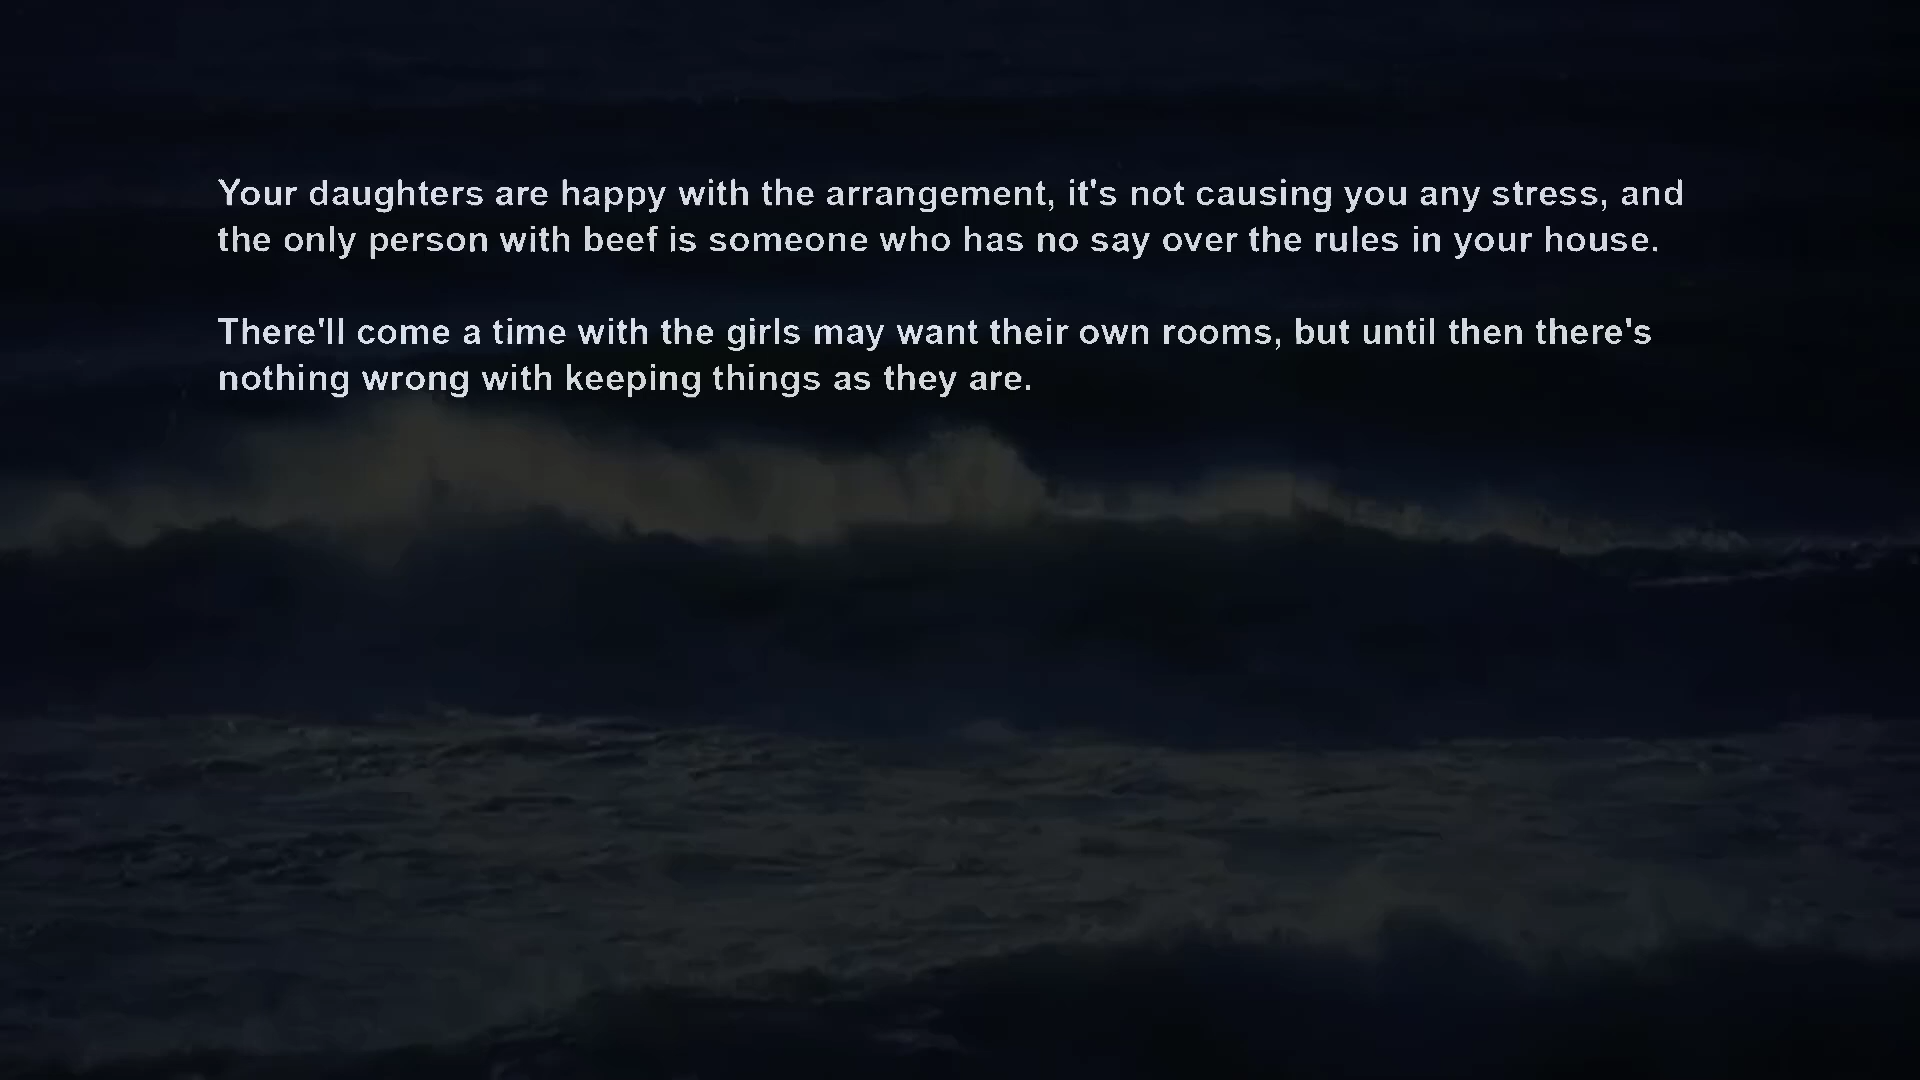 Your daughters are happy with the arrangement, it's not causing you any stress, and
the only person with beef is someone who has no say over the rules in your house.
There'll come a time with the girls may want their own rooms, but until then there's
nothing wrong with keeping things as they are.